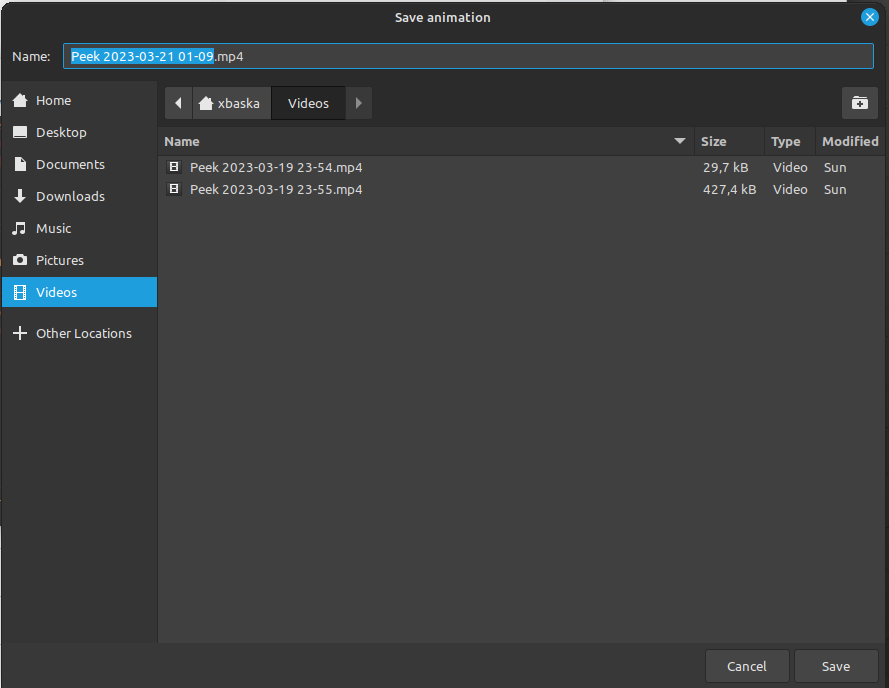 Save animation
Name: Peek 2023-03-21 01-09.mp4
Home
Desktop
Documents
Downloads
Music
Pictures
Videos
Other Locations
xbaska Videos
Name Size Type Modified
Peek 2023-03-19 23-54.mp4 29,7 kB Video Sun
Peek 2023-03-19 23-55.mp4 427,4 kB Video Sun
Cancel Save